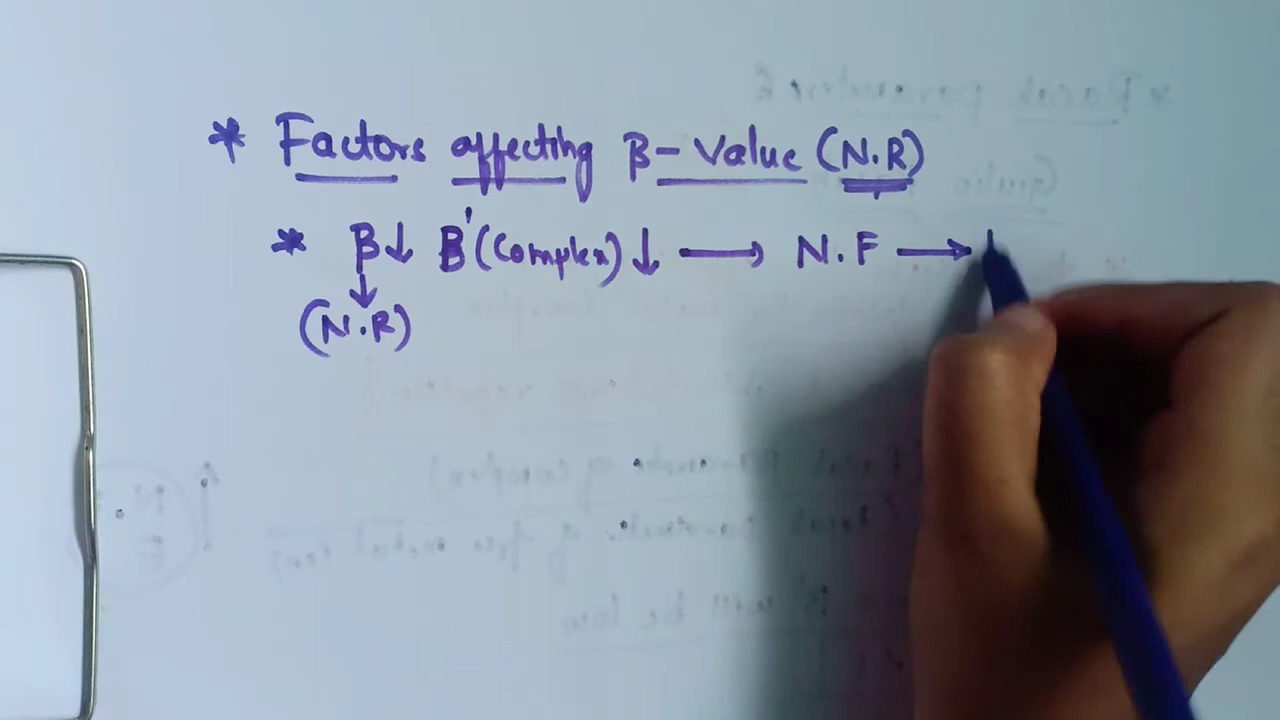 * Factors affecting β-Value (N.R)
* β↓ B'(Complex)↓ ⟶ N.F ⟶
↓
(N.R)